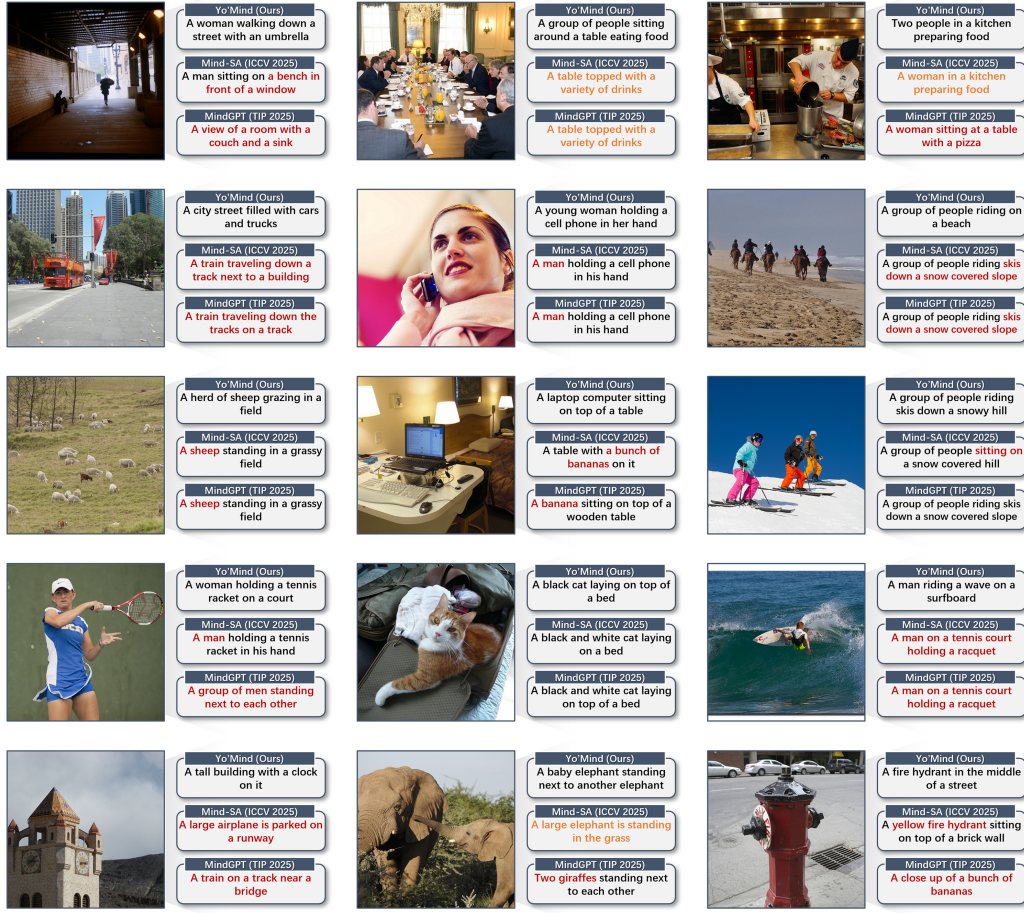 Yo'Mind (Ours)
A woman walking down a
street with an umbrella
Mind-SA (ICCV 2025)
A man sitting on a bench in
front of a window
MindGPT (TIP 2025)
A view of a room with a
couch and a sink
Yo'Mind (Ours)
A group of people sitting
around a table eating food
Mind-SA (ICCV 2025)
A table topped with a
variety of drinks
MindGPT (TIP 2025)
A table topped with a
variety of drinks
Yo'Mind (Ours)
Two people in a kitchen
preparing food
Mind-SA (ICCV 2025)
A woman in a kitchen
preparing food
MindGPT (TIP 2025)
A woman sitting at a table
with a pizza
Yo'Mind (Ours)
A city street filled with cars
and trucks
Mind-SA (ICCV 2025)
A train traveling down a
track next to a building
MindGPT (TIP 2025)
A train traveling down the
tracks on a track
Yo'Mind (Ours)
A young woman holding a
cell phone in her hand
Mind-SA (ICCV 2025)
A man holding a cell phone
in his hand
MindGPT (TIP 2025)
A man holding a cell phone
in his hand
Yo'Mind (Ours)
A group of people riding on
a beach
Mind-SA (ICCV 2025)
A group of people riding skis
down a snow covered slope
MindGPT (TIP 2025)
A group of people riding skis
down a snow covered slope
Yo'Mind (Ours)
A herd of sheep grazing in a
field
Mind-SA (ICCV 2025)
A sheep standing in a grassy
field
MindGPT (TIP 2025)
A sheep standing in a grassy
field
Yo'Mind (Ours)
A laptop computer sitting
on top of a table
Mind-SA (ICCV 2025)
A table with a bunch of
bananas on it
MindGPT (TIP 2025)
A banana sitting on top of a
wooden table
Yo'Mind (Ours)
A group of people riding
skis down a snowy hill
Mind-SA (ICCV 2025)
A group of people sitting on
a snow covered hill
MindGPT (TIP 2025)
A group of people riding skis
down a snow covered slope
Yo'Mind (Ours)
A woman holding a tennis
racket on a court
Mind-SA (ICCV 2025)
A man holding a tennis
racket in his hand
MindGPT (TIP 2025)
A group of men standing
next to each other
Yo'Mind (Ours)
A black cat laying on top of
a bed
Mind-SA (ICCV 2025)
A black and white cat laying
on a bed
MindGPT (TIP 2025)
A black and white cat laying
on top of a bed
Yo'Mind (Ours)
A man riding a wave on a
surfboard
Mind-SA (ICCV 2025)
A man on a tennis court
holding a racquet
MindGPT (TIP 2025)
A man on a tennis court
holding a racquet
Yo'Mind (Ours)
A tall building with a clock
on it
Mind-SA (ICCV 2025)
A large airplane is parked on
a runway
MindGPT (TIP 2025)
A train on a track near a
bridge
Yo'Mind (Ours)
A baby elephant standing
next to another elephant
Mind-SA (ICCV 2025)
A large elephant is standing
in the grass
MindGPT (TIP 2025)
Two giraffes standing next
to each other
Yo'Mind (Ours)
A fire hydrant in the middle
of a street
Mind-SA (ICCV 2025)
A yellow fire hydrant sitting
on top of a brick wall
MindGPT (TIP 2025)
A close up of a bunch of
bananas